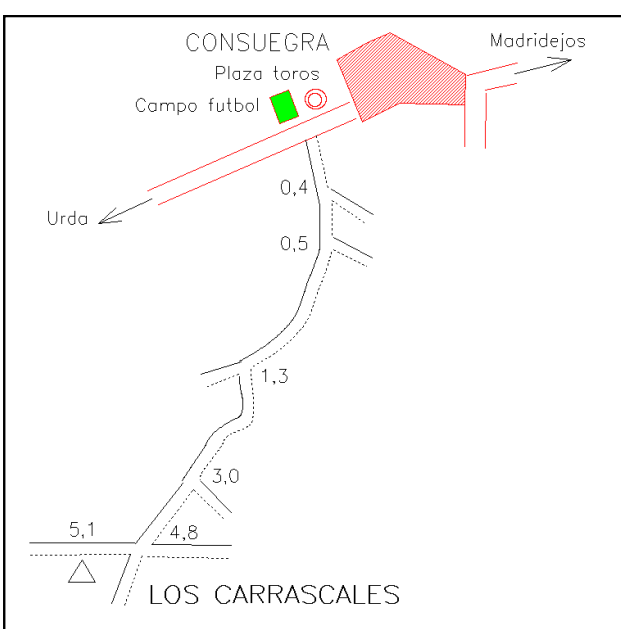 CONSUEGRA
Madridejos
Plaza toros
Campo futbol
0,4
Urda
0,5
1,3
3,0
5,1
4,8
LOS CARRASCALES